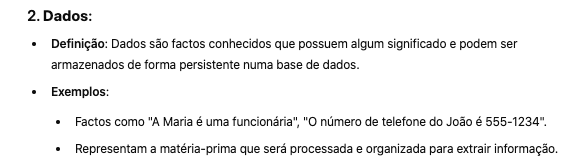 2. Dados:
• Definição: Dados são factos conhecidos que possuem algum significado e podem ser
armazenados de forma persistente numa base de dados.
• Exemplos:
• Factos como "A Maria é uma funcionária", "O número de telefone do João é 555-1234".
• Representam a matéria-prima que será processada e organizada para extrair informação.